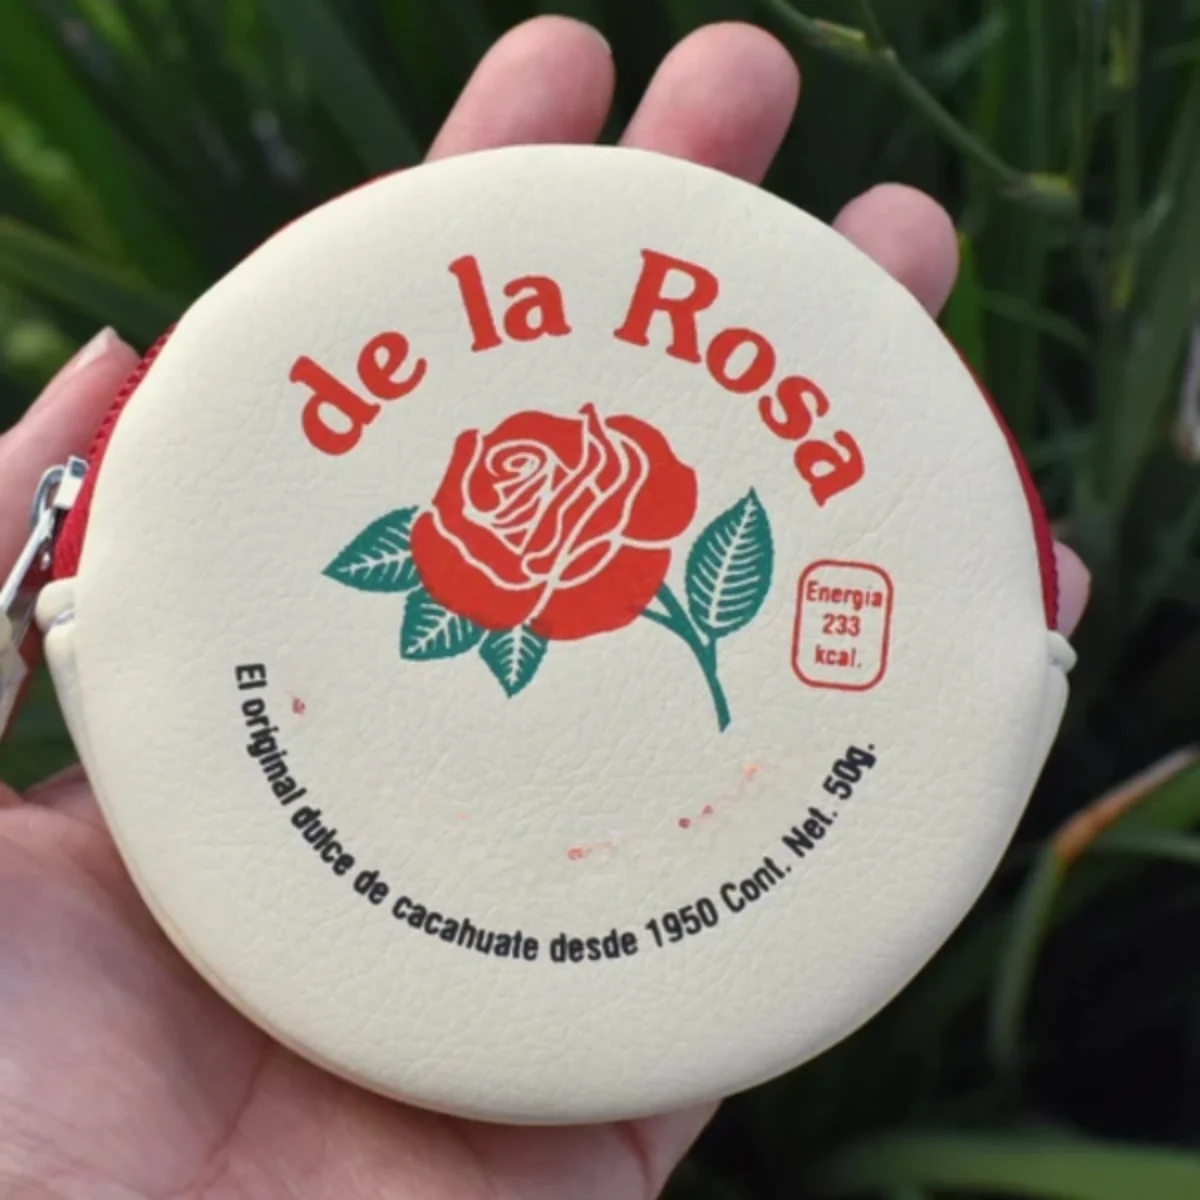 de la Rosa
Energia
233
kcal.
El original dulce de cacahuate desde 1950 Cont. Net. 50g.